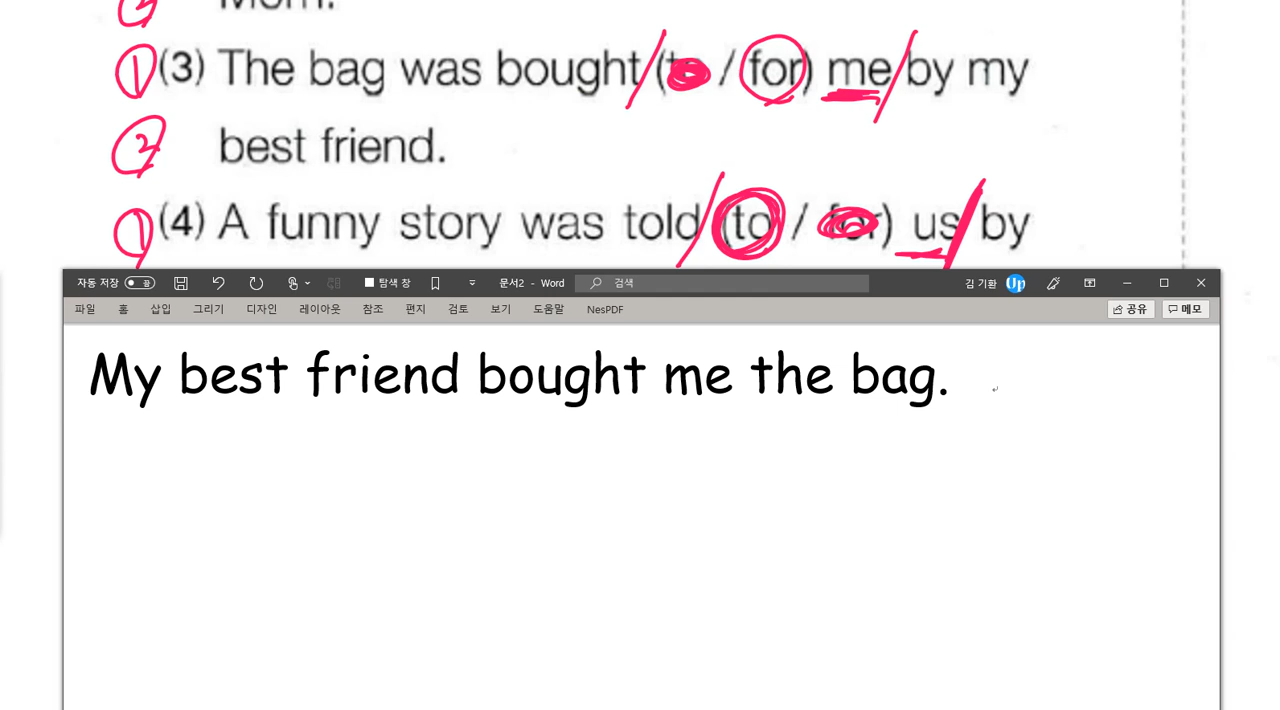 ② Mom.
① (3) The bag was bought (to / for) me by my
② best friend.
① (4) A funny story was told (to / for) us by
자동 저장 끌 탐색 창 문서2 - Word 검색 김 기환 Up
파일 홈 삽입 그리기 디자인 레이아웃 참조 편지 검토 보기 도움말 NesPDF 공유 메모
My best friend bought me the bag.